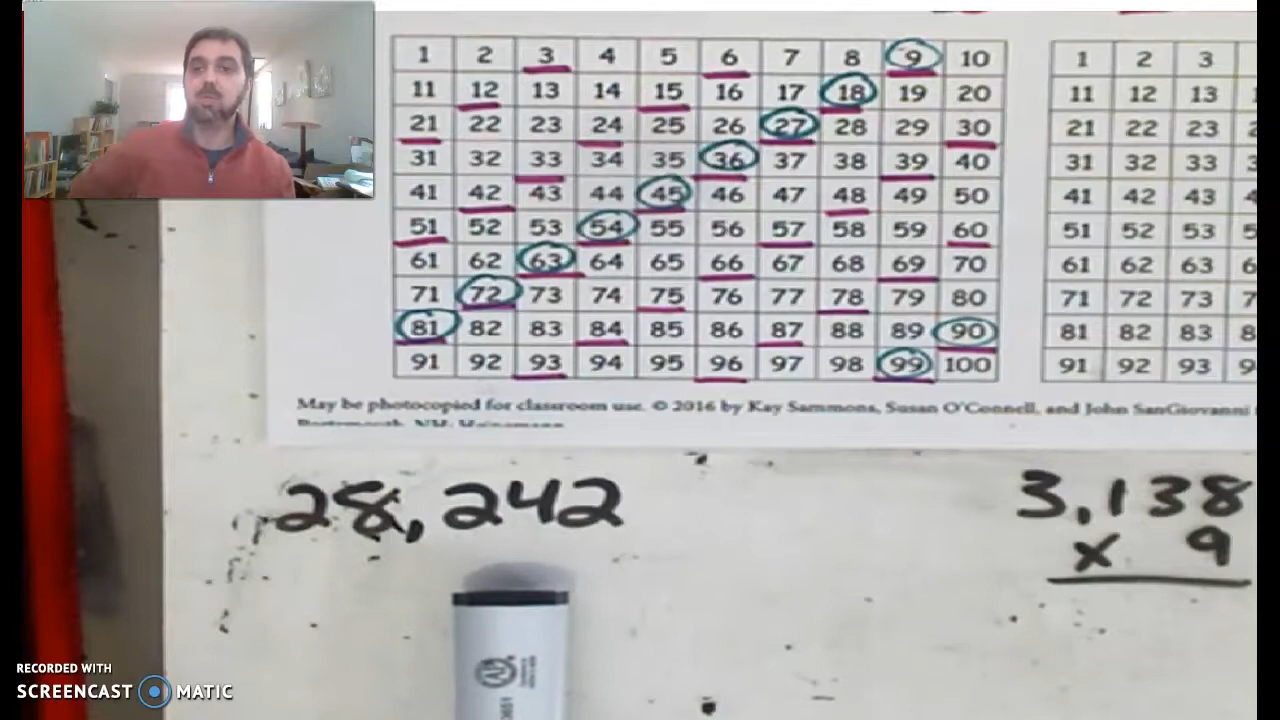 1 2 3 4 5 6 7 8 9 10 1 2 3
11 12 13 14 15 16 17 18 19 20 11 12 13
21 22 23 24 25 26 27 28 29 30 21 22 23
31 32 33 34 35 36 37 38 39 40 31 32 33
41 42 43 44 45 46 47 48 49 50 41 42 43
51 52 53 54 55 56 57 58 59 60 51 52 53
61 62 63 64 65 66 67 68 69 70 61 62 63
71 72 73 74 75 76 77 78 79 80 71 72 73
81 82 83 84 85 86 87 88 89 90 81 82 83
91 92 93 94 95 96 97 98 99 100 91 92 93
May be photocopied for classroom use. © 2016 by Kay Sammons, Susan O'Connell, and John SanGiovanni
28,242
3,138
x 9
RECORDED WITH
SCREENCAST MATIC